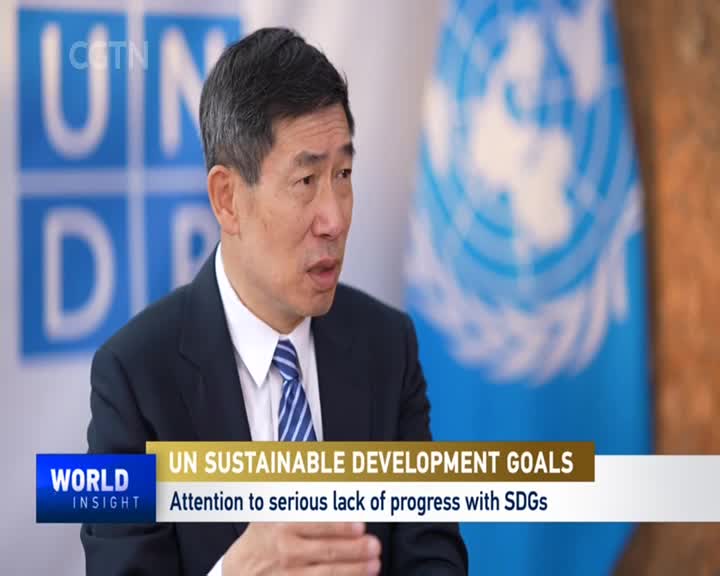 CGTN
UN
DP
UN SUSTAINABLE DEVELOPMENT GOALS
WORLD
INSIGHT
Attention to serious lack of progress with SDGs